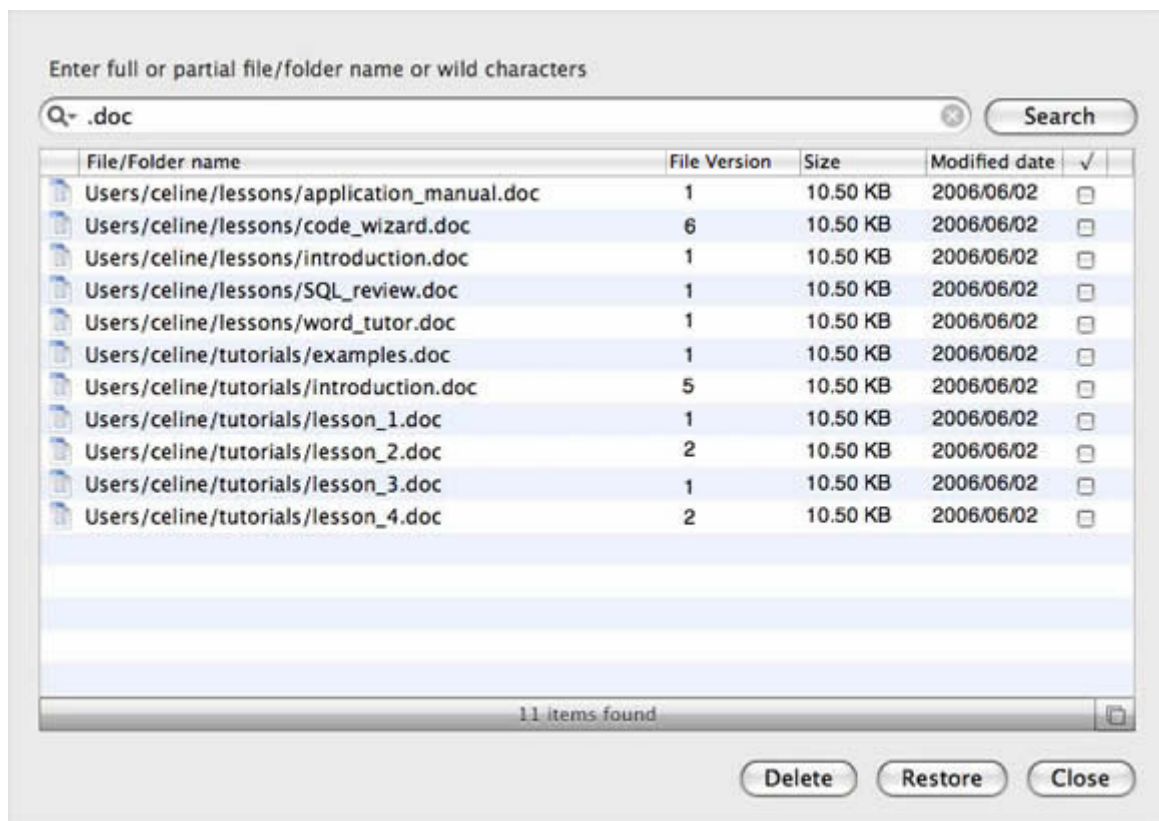 Enter full or partial file/folder name or wild characters
.doc Search
File/Folder name File Version Size Modified date √
Users/celine/lessons/application_manual.doc 1 10.50 KB 2006/06/02
Users/celine/lessons/code_wizard.doc 6 10.50 KB 2006/06/02
Users/celine/lessons/introduction.doc 1 10.50 KB 2006/06/02
Users/celine/lessons/SQL_review.doc 1 10.50 KB 2006/06/02
Users/celine/lessons/word_tutor.doc 1 10.50 KB 2006/06/02
Users/celine/tutorials/examples.doc 1 10.50 KB 2006/06/02
Users/celine/tutorials/introduction.doc 5 10.50 KB 2006/06/02
Users/celine/tutorials/lesson_1.doc 1 10.50 KB 2006/06/02
Users/celine/tutorials/lesson_2.doc 2 10.50 KB 2006/06/02
Users/celine/tutorials/lesson_3.doc 1 10.50 KB 2006/06/02
Users/celine/tutorials/lesson_4.doc 2 10.50 KB 2006/06/02
11 items found
Delete Restore Close